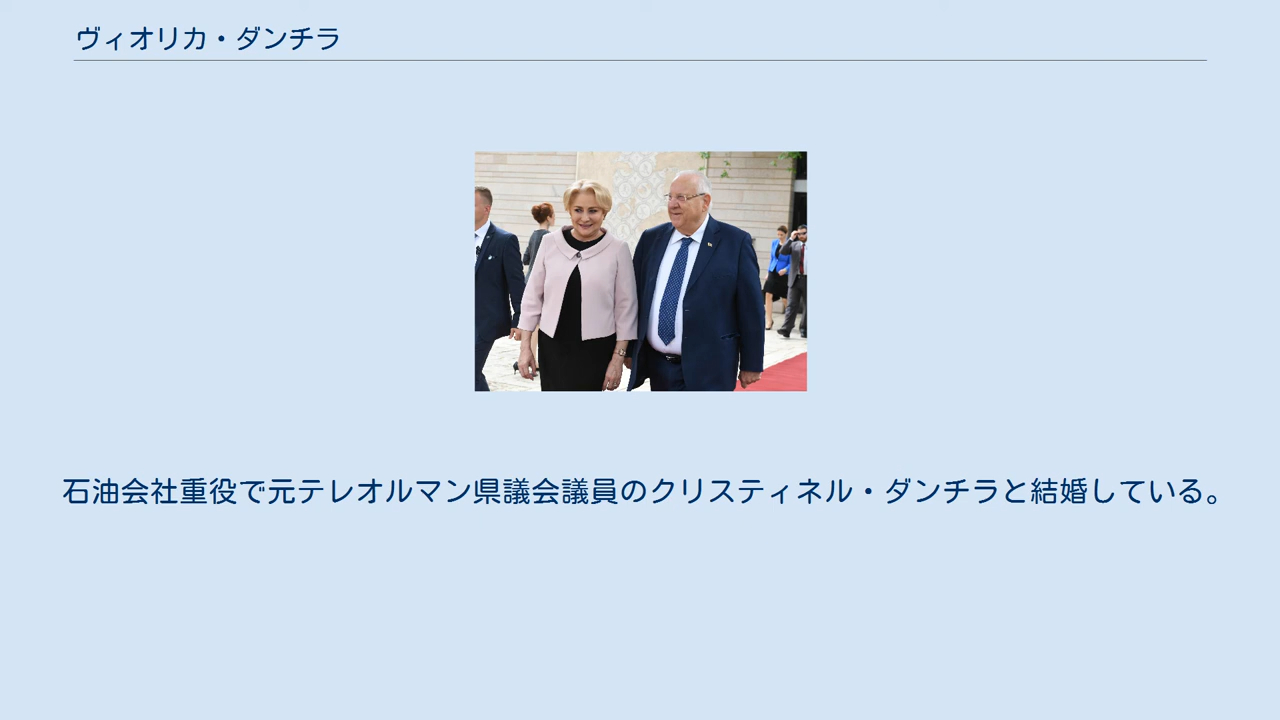 ヴィオリカ・ダンチラ
石油会社重役で元テレオルマン県議会議員のクリスティネル・ダンチラと結婚している。